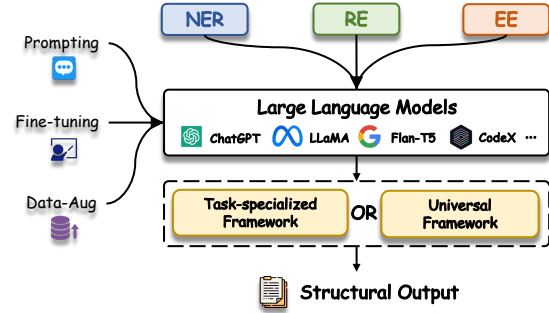 NER
RE
EE
Prompting
Fine-tuning
Data-Aug
Large Language Models
ChatGPT
LLaMA
Flan-T5
CodeX
...
Task-specialized
Framework
OR
Universal
Framework
Structural Output